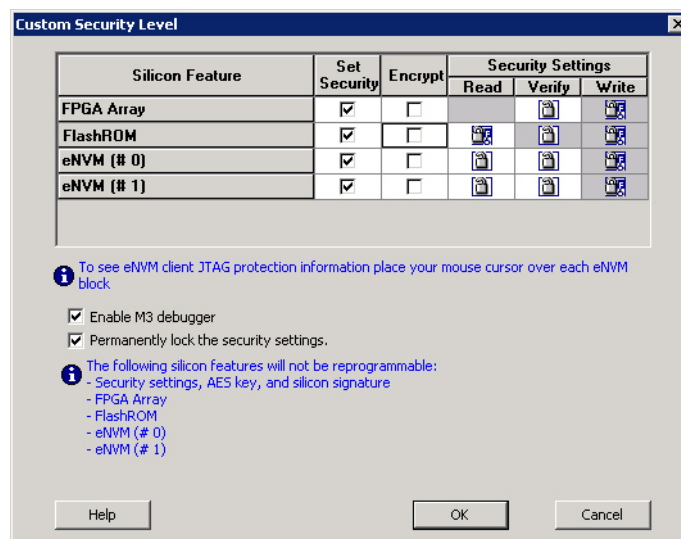 Custom Security Level
Silicon Feature
Set Security
Encrypt
Security Settings
Read
Verify
Write
FPGA Array
FlashROM
eNVM (# 0)
eNVM (# 1)
To see eNVM client JTAG protection information place your mouse cursor over each eNVM
block
Enable M3 debugger
Permanently lock the security settings.
The following silicon features will not be reprogrammable:
- Security settings, AES key, and silicon signature
- FPGA Array
- FlashROM
- eNVM (# 0)
- eNVM (# 1)
Help
OK
Cancel